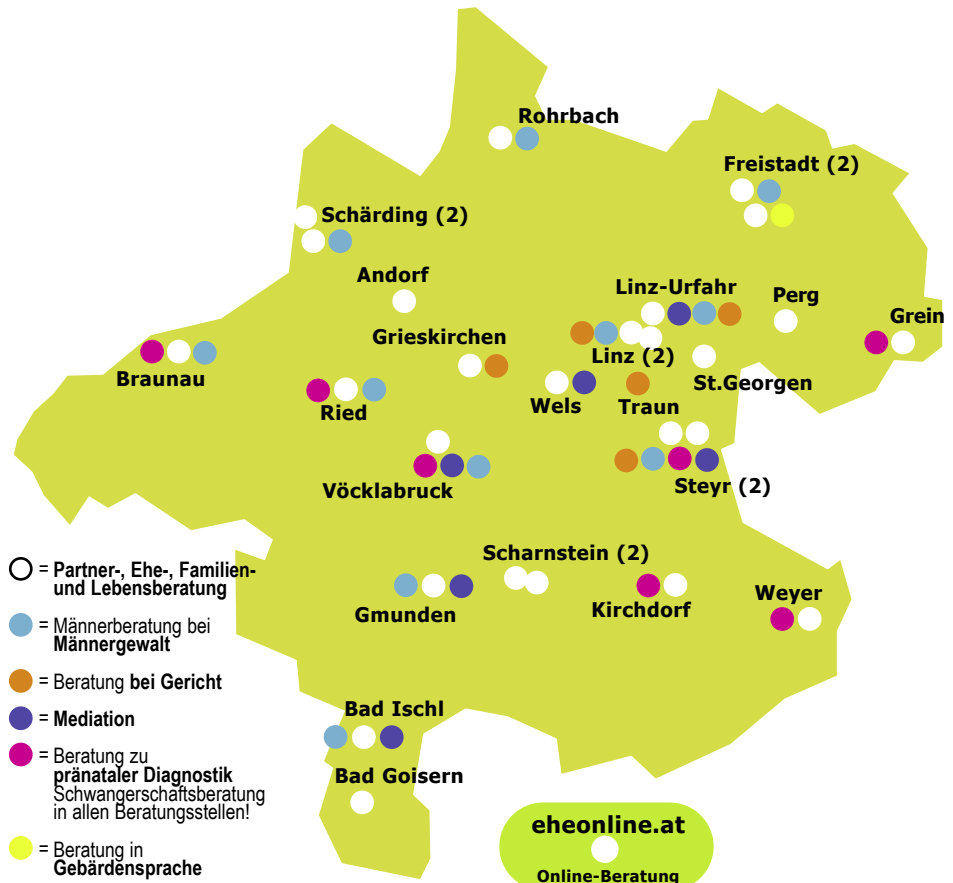 Rohrbach
Freistadt (2)
Schärding (2)
Andorf
Linz-Urfahr
Perg
Grein
Grieskirchen
Linz (2)
St.Georgen
Braunau
Ried
Wels
Traun
Vöcklabruck
Steyr (2)
Scharnstein (2)
Gmunden
Kirchdorf
Weyer
Bad Ischl
Bad Goisern
= Partner-, Ehe-, Familien-
und Lebensberatung
= Männerberatung bei
Männergewalt
= Beratung bei Gericht
= Mediation
= Beratung zu
pränataler Diagnostik
Schwangerschaftsberatung
in allen Beratungsstellen!
= Beratung in
Gebärdensprache
eheonline.at
Online-Beratung